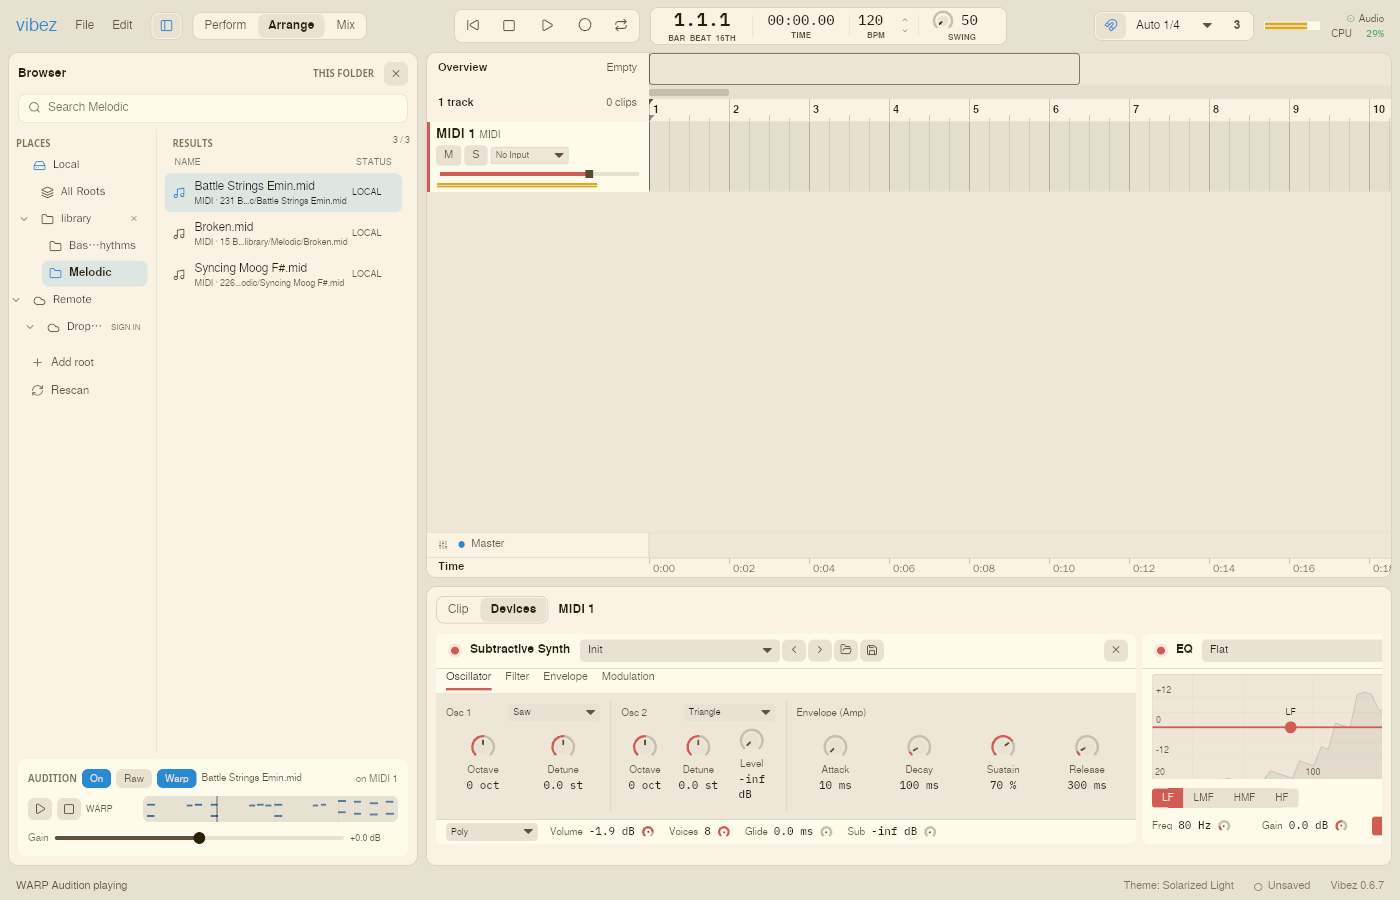 vibez File Edit Perform Arrange Mix
1.1.1 00:00.00 120 50
BAR BEAT 16TH TIME BPM SWING
Auto 1/4 3
Audio
CPU 29%
Browser THIS FOLDER
Search Melodic
PLACES
Local
All Roots
library
Bas···hythms
Melodic
Remote
Drop··· SIGN IN
Add root
Rescan
RESULTS 3 / 3
NAME STATUS
Battle Strings Emin.mid LOCAL
MIDI · 231 B...c/Battle Strings Emin.mid
Broken.mid LOCAL
MIDI · 15 B...library/Melodic/Broken.mid
Syncing Moog F#.mid LOCAL
MIDI · 226...odic/Syncing Moog F#.mid
AUDITION On Raw Warp Battle Strings Emin.mid on MIDI 1
WARP
Gain +0.0 dB
Overview Empty
1 track 0 clips
1 2 3 4 5 6 7 8 9 10
MIDI 1 MIDI
M S No Input
Master
Time 0:00 0:02 0:04 0:06 0:08 0:10 0:12 0:14 0:16
Clip Devices MIDI 1
Subtractive Synth Init
Oscillator Filter Envelope Modulation
Osc 1 Saw Osc 2 Triangle Envelope (Amp)
Octave Detune Octave Detune Level Attack Decay Sustain Release
0 oct 0.0 st 0 oct 0.0 st -inf dB 10 ms 100 ms 70 % 300 ms
Poly Volume -1.9 dB Voices 8 Glide 0.0 ms Sub -inf dB
EQ Flat
+12
LF
0
-12
20 100
LF LMF HMF HF
Freq 80 Hz Gain 0.0 dB
WARP Audition playing
Theme: Solarized Light Unsaved Vibez 0.6.7